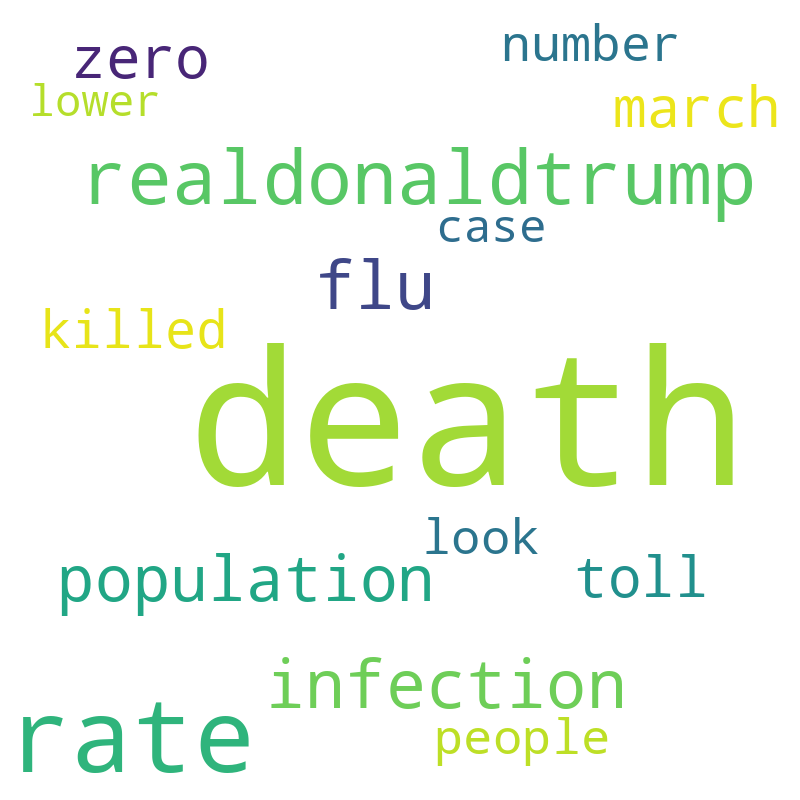 zero
number
lower
march
realdonaldtrump
case
flu
killed
death
look
population
toll
infection
rate
people